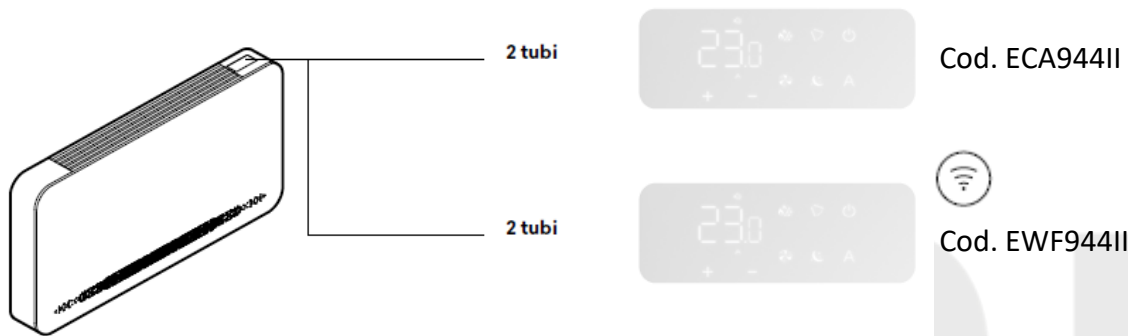 2 tubi
23.0
+ - A
Cod. ECA944II
2 tubi
23.0
+ - A
Cod. EWF944II